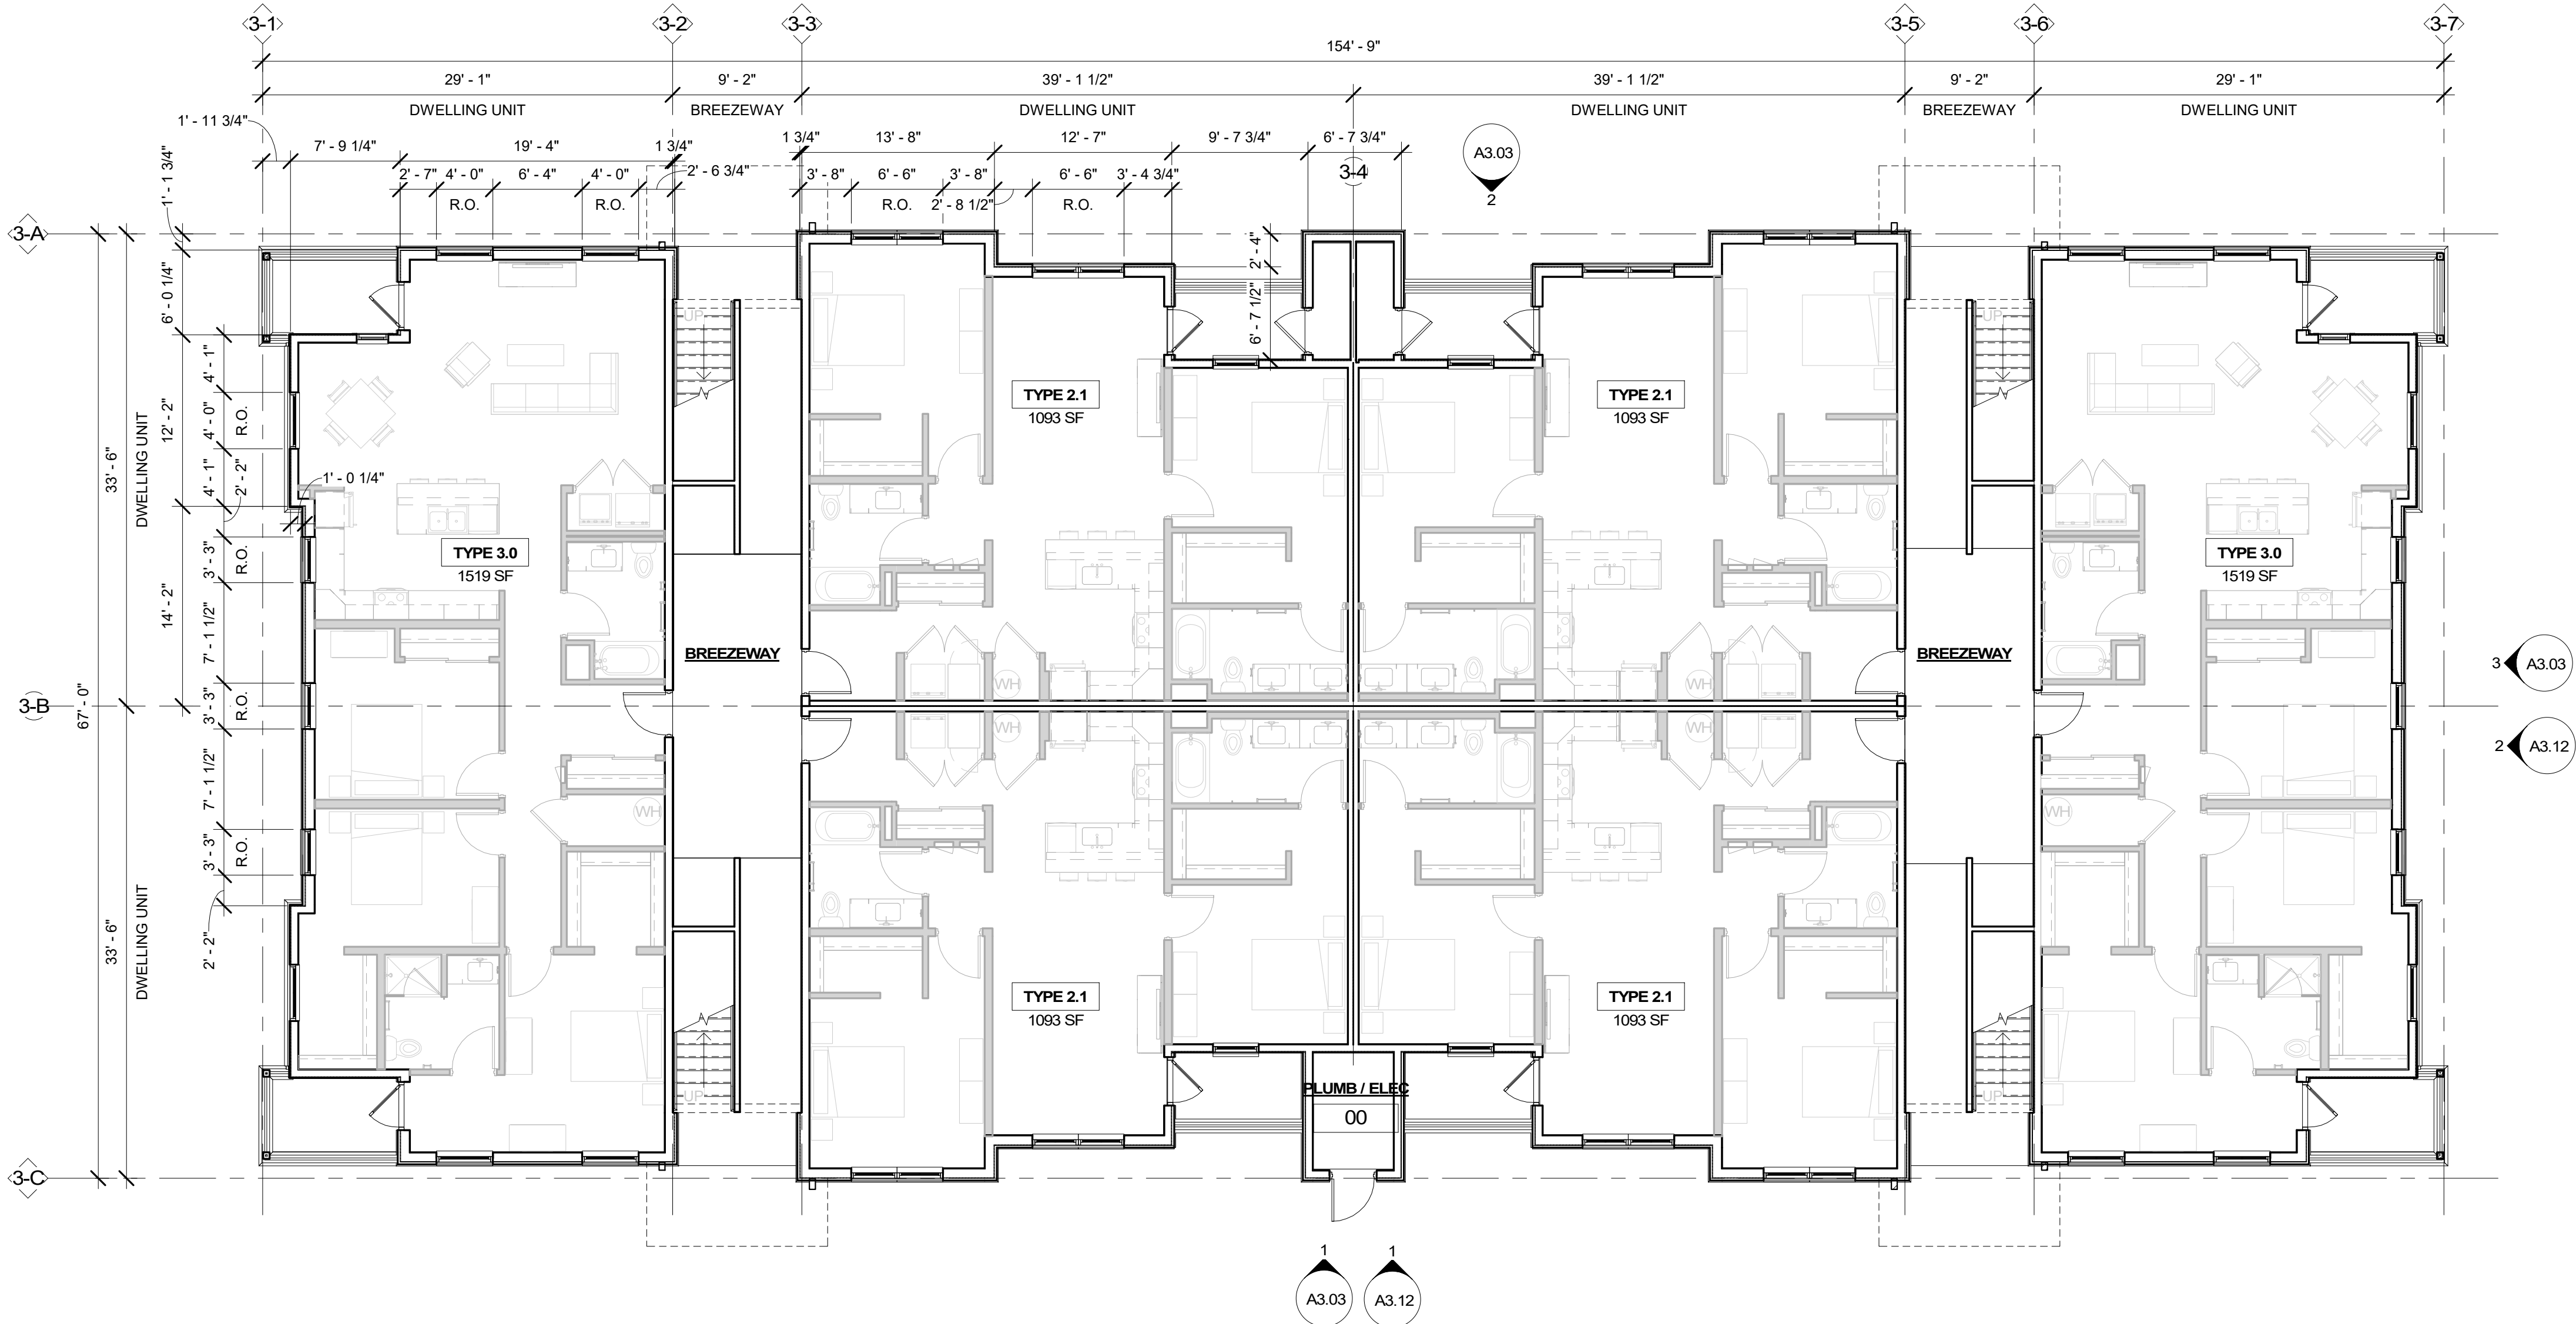 3-1
3-2
3-3
3-5
3-6
3-7
154' - 9"
29' - 1"
9' - 2"
39' - 1 1/2"
39' - 1 1/2"
9' - 2"
29' - 1"
DWELLING UNIT
BREEZEWAY
DWELLING UNIT
DWELLING UNIT
BREEZEWAY
DWELLING UNIT
1' - 11 3/4"
7' - 9 1/4"
19' - 4"
1 3/4"
1 3/4"
13' - 8"
12' - 7"
9' - 7 3/4"
6' - 7 3/4"
A3.03
2
3-4
2' - 7"
4' - 0"
6' - 4"
4' - 0"
2' - 6 3/4"
3' - 8"
6' - 6"
3' - 8"
6' - 6"
3' - 4 3/4"
R.O.
R.O.
R.O.
2' - 8 1/2"
R.O.
1' - 1 3/4"
3-A
2' - 4"
6' - 7 1/2"
6' - 0 1/4"
UP
UP
4' - 1"
12' - 2"
4' - 0"
R.O.
4' - 1"
2' - 2"
1' - 0 1/4"
33' - 6"
DWELLING UNIT
TYPE 2.1
1093 SF
TYPE 2.1
1093 SF
TYPE 3.0
1519 SF
TYPE 3.0
1519 SF
14' - 2"
3' - 3"
R.O.
7' - 1 1/2"
BREEZEWAY
BREEZEWAY
3
A3.03
WH
WH
3-B
67' - 0"
3' - 3"
R.O.
WH
WH
2
A3.12
7' - 1 1/2"
WH
WH
3' - 3"
R.O.
2' - 2"
33' - 6"
DWELLING UNIT
TYPE 2.1
1093 SF
TYPE 2.1
1093 SF
UP
UP
PLUMB / ELEC
00
3-C
1
A3.03
1
A3.12